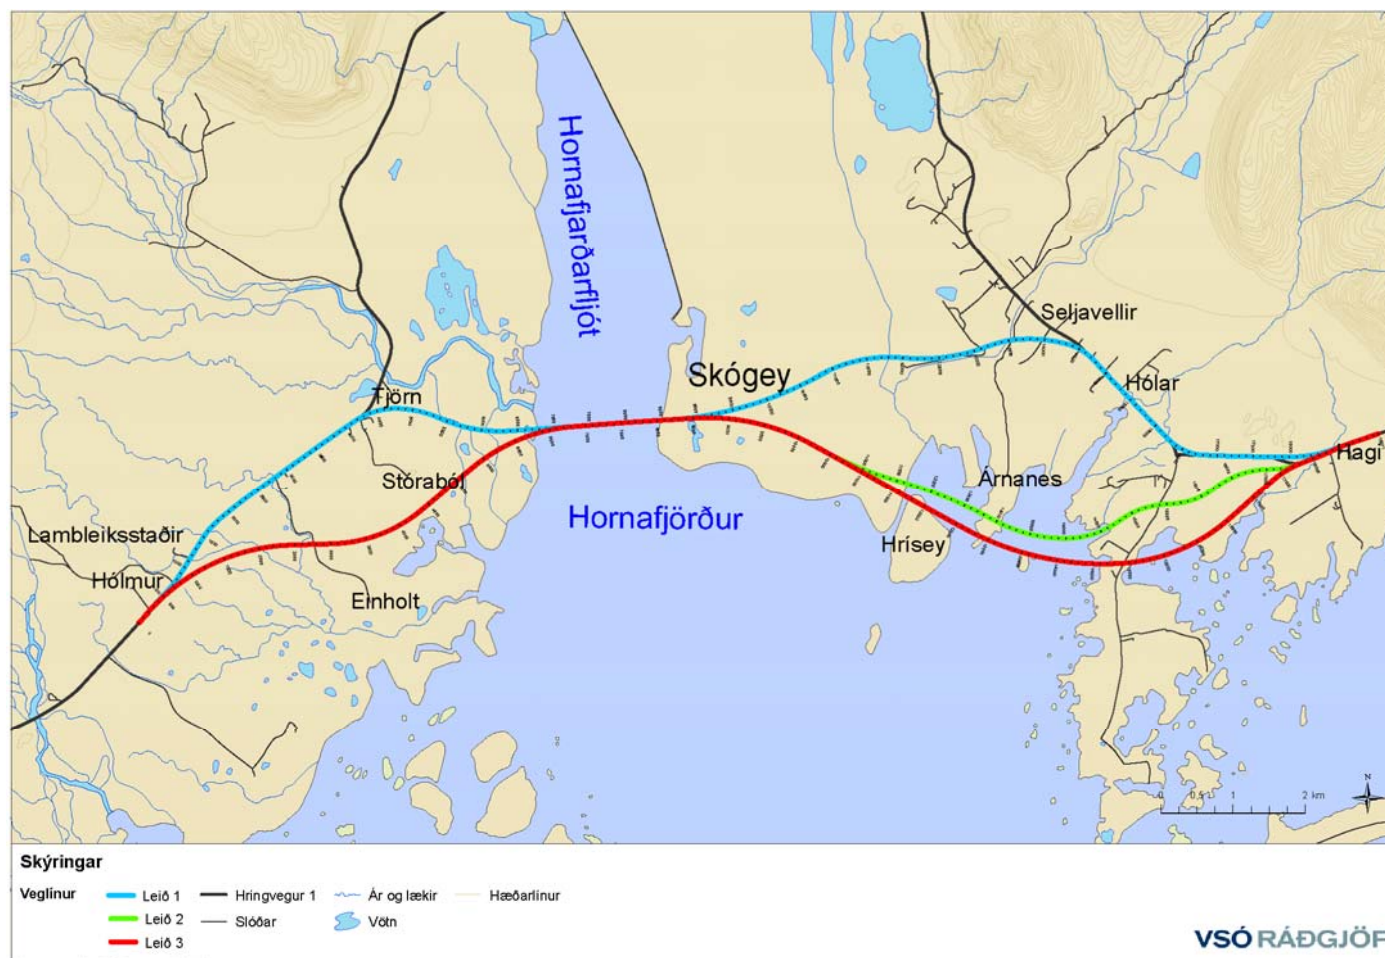 Hornafjarðarfljót
Seljavellir
Skógey
Hólar
Tjörn
Hagi
Stóraból
Árnanes
Hornafjörður
Lambleiksstaðir
Hrísey
Hólmur
Einholt
N
0 0,5 1 2 km
Skýringar
Veglínur
Leið 1
Hringvegur 1
Ár og lækir
Hæðarlínur
Leið 2
Slóðar
Vötn
Leið 3
VSÓ RÁÐGJÖF